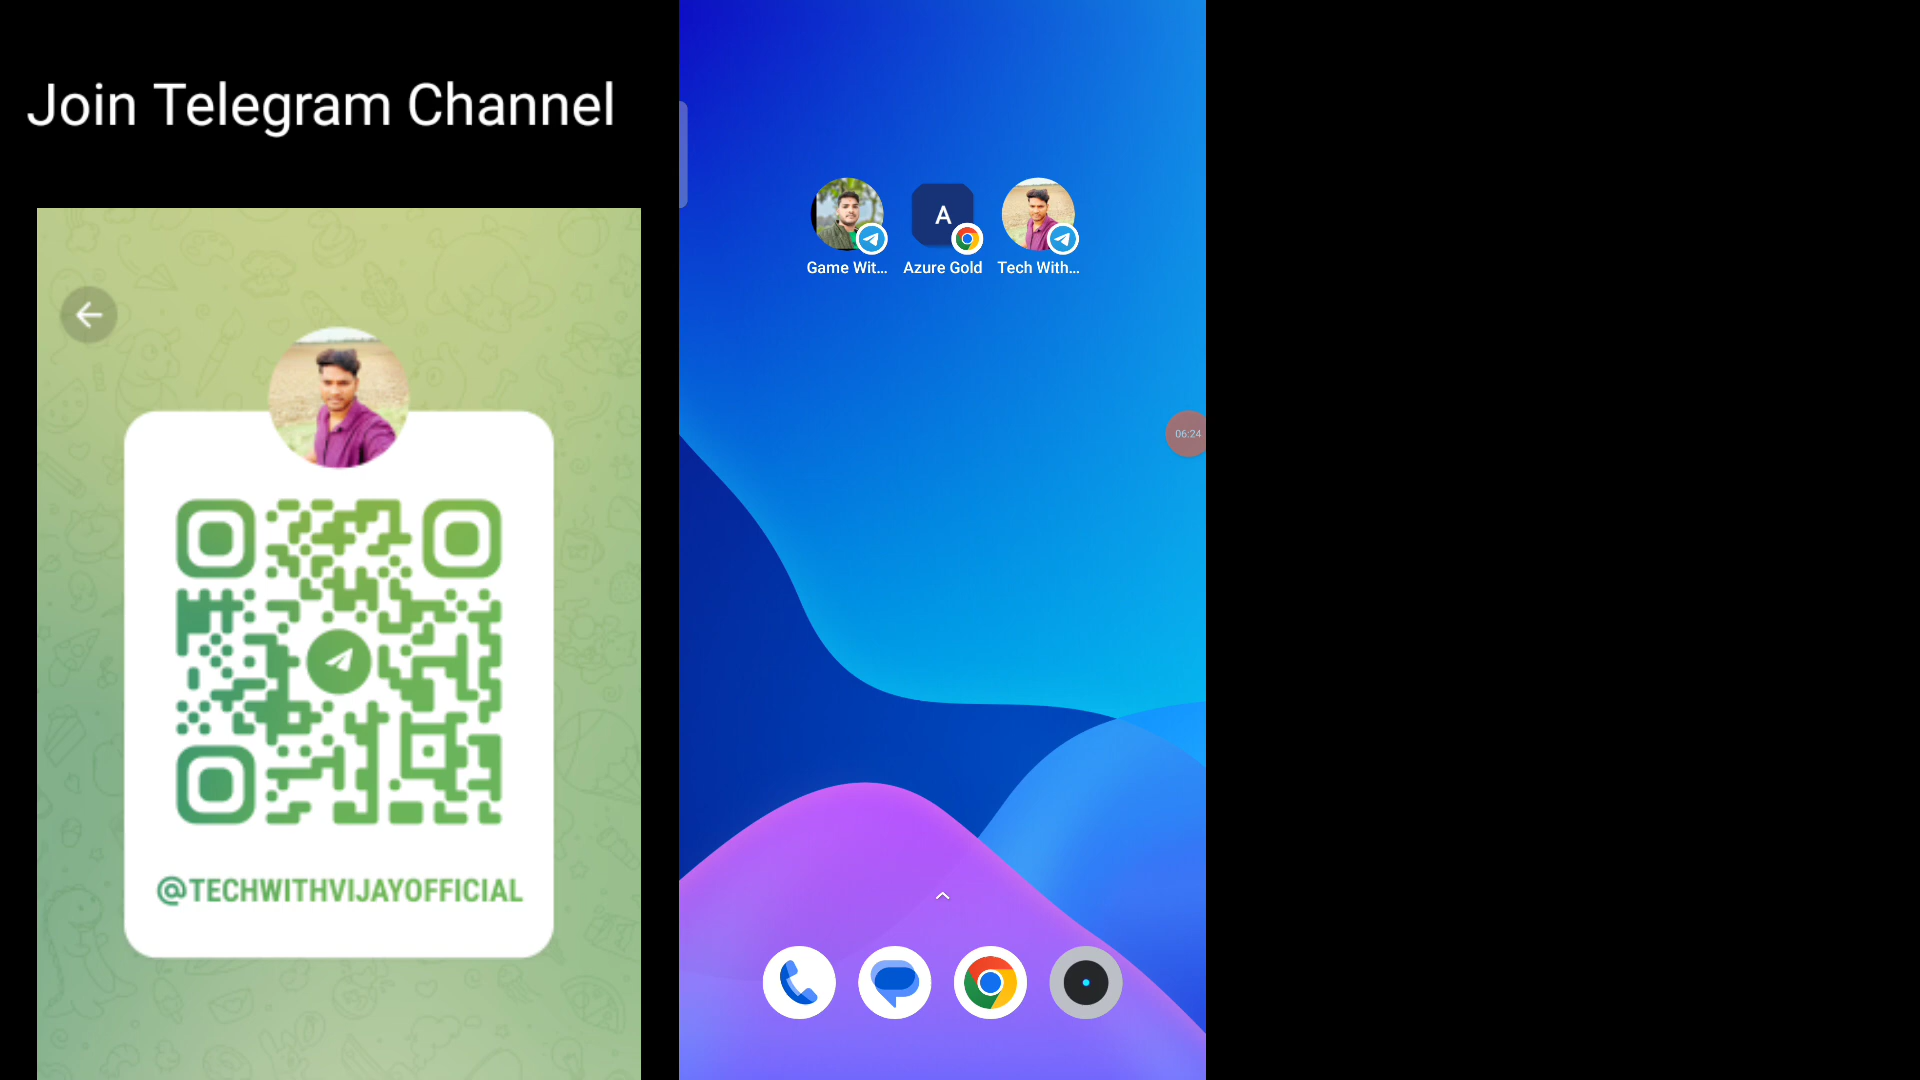 Join Telegram Channel
@TECHWITHVIJAYOFFICIAL
Game Wit...
A
Azure Gold
Tech With...
06:24